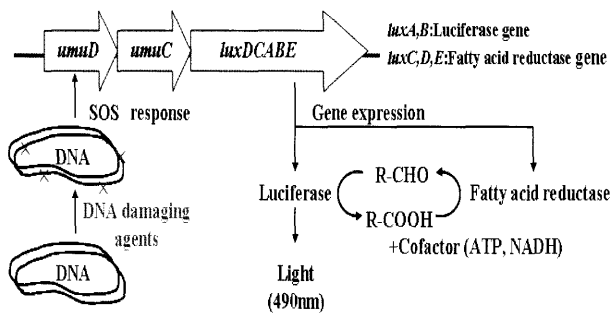 umuD umuC luxDCABE
luxA,B:Luciferase gene
luxC,D,E:Fatty acid reductase gene
SOS response
Gene expression
DNA
Luciferase
R-CHO
Fatty acid reductase
R-COOH
+Cofactor (ATP, NADH)
DNA damaging
agents
DNA
Light
(490nm)